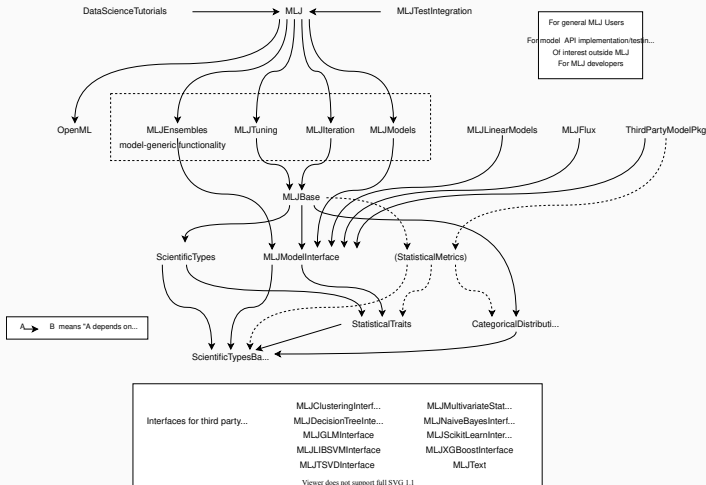 DataScienceTutorials
MLJ
MLJTestIntegration
For general MLJ Users
For model API implementation/testin...
Of interest outside MLJ
For MLJ developers
OpenML
MLJEnsembles
MLJTuning
MLJIteration
MLJModels
MLJLinearModels
MLJFlux
ThirdPartyModelPkg
model-generic functionality
MLJBase
ScientificTypes
MLJModelInterface
(StatisticalMetrics)
A
B means "A depends on...
StatisticalTraits
CategoricalDistributi...
ScientificTypesBa...
Interfaces for third party...
MLJClusteringInterf...
MLJMultivariateStat...
MLJDecisionTreeInte...
MLJNaiveBayesInterf...
MLJGLMInterface
MLJScikitLearnInter...
MLJLIBSVMInterface
MLJXGBoostInterface
MLJTSVDInterface
MLJText
Viewer does not support full SVG 1.1